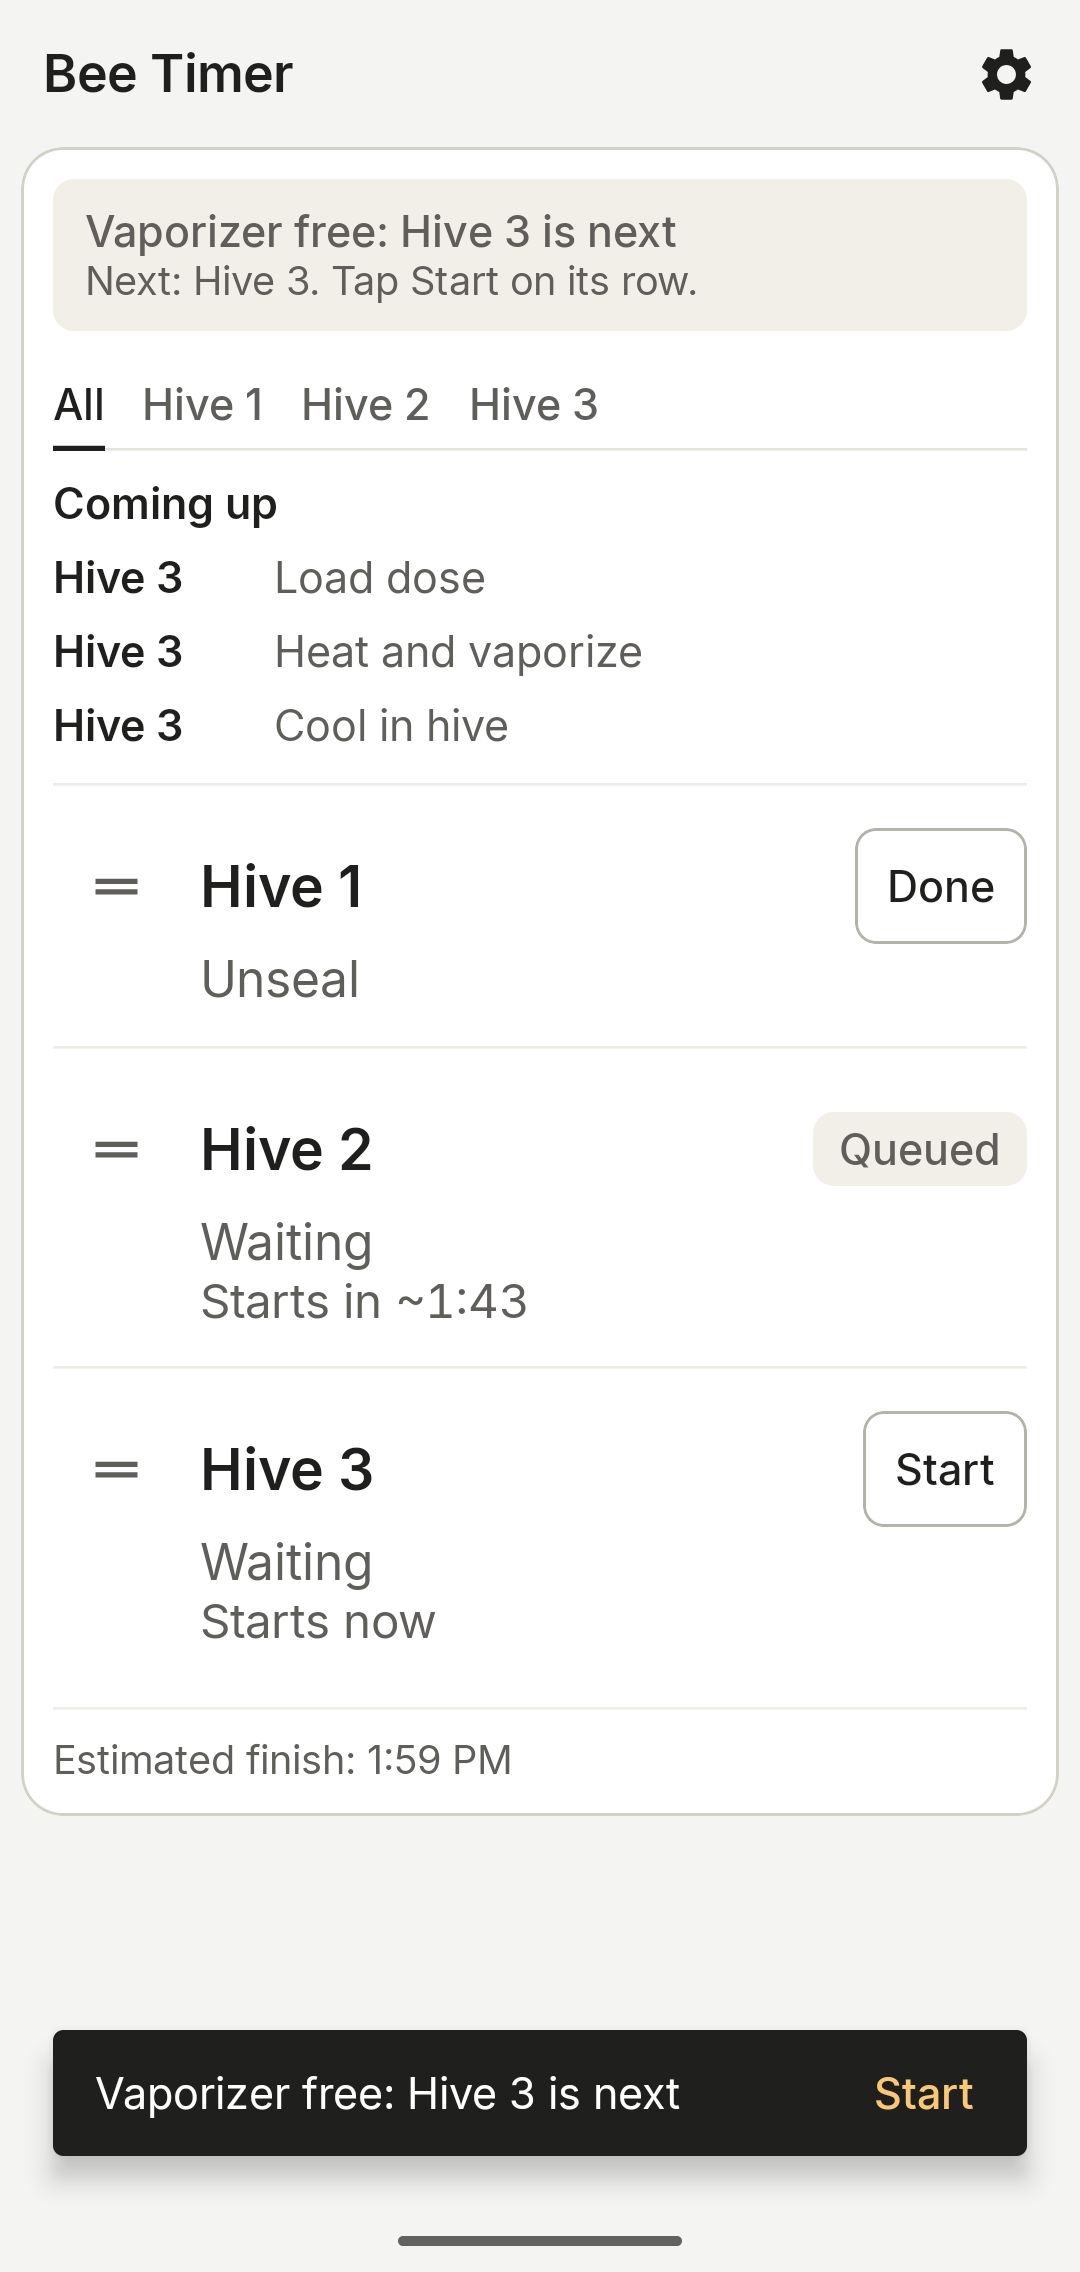 Bee Timer
Vaporizer free: Hive 3 is next
Next: Hive 3. Tap Start on its row.
All Hive 1 Hive 2 Hive 3
Coming up
Hive 3 Load dose
Hive 3 Heat and vaporize
Hive 3 Cool in hive
Hive 1 Done
Unseal
Hive 2 Queued
Waiting
Starts in ~1:43
Hive 3 Start
Waiting
Starts now
Estimated finish: 1:59 PM
Vaporizer free: Hive 3 is next Start